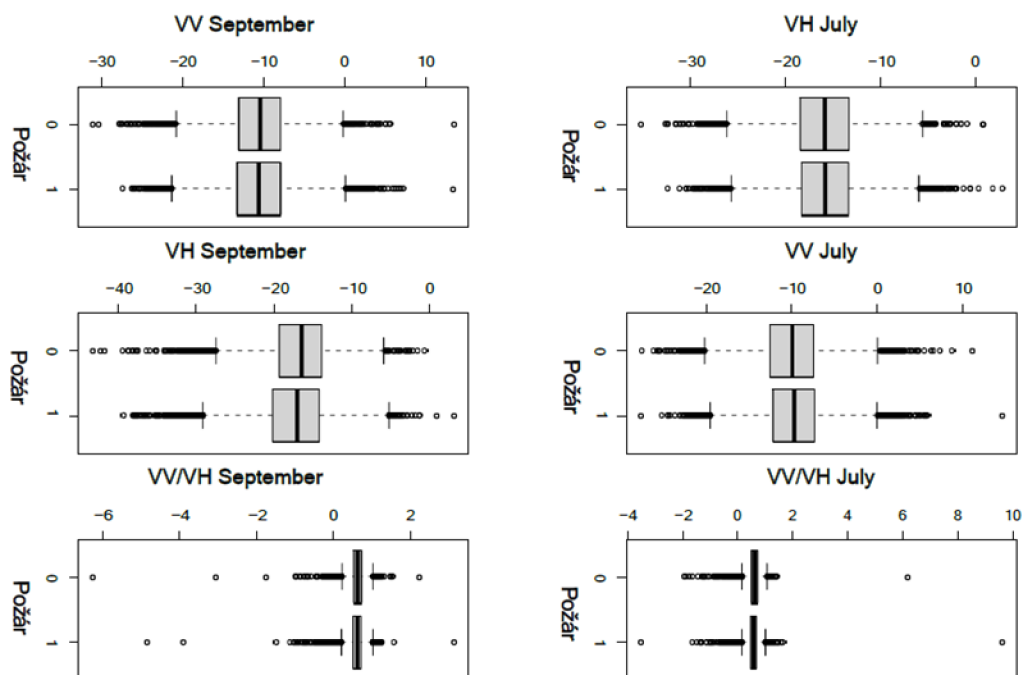 VV September
−30 −20 −10 0 10
Požár
0
1
VH September
−40 −30 −20 −10 0
Požár
0
1
VV/VH September
−6 −4 −2 0 2
Požár
0
1
VH July
−30 −20 −10 0
Požár
0
1
VV July
−20 −10 0 10
Požár
0
1
VV/VH July
−4 −2 0 2 4 6 8 10
Požár
0
1